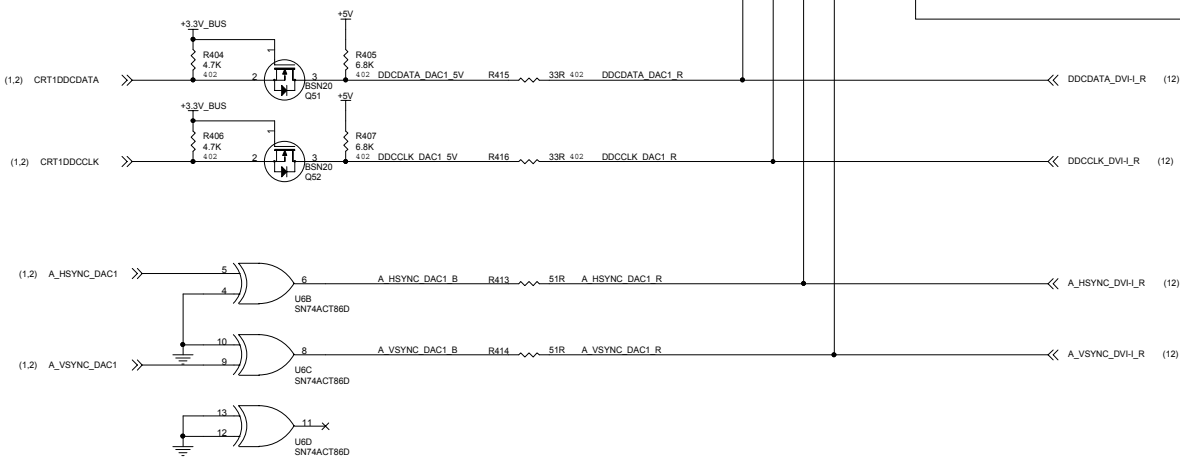 +3.3V_BUS
+5V
1
R404
4.7K
402
R405
6.8K
402
(1,2) CRT1DDCDATA
2
3
DDCDATA_DAC1_5V
R415
33R 402
DDCDATA_DAC1_R
DDCDATA_DVI-I_R (12)
BSN20
Q51
+3.3V_BUS
+5V
1
R406
4.7K
402
R407
6.8K
402
(1,2) CRT1DDCCLK
2
3
DDCCLK_DAC1_5V
R416
33R 402
DDCCLK_DAC1_R
DDCCLK_DVI-I_R (12)
BSN20
Q52
(1,2) A_HSYNC_DAC1
5
4
6
A_HSYNC_DAC1_B
R413
51R
A_HSYNC_DAC1_R
A_HSYNC_DVI-I_R (12)
U6B
SN74ACT86D
10
9
8
(1,2) A_VSYNC_DAC1
A_VSYNC_DAC1_B
R414
51R
A_VSYNC_DAC1_R
A_VSYNC_DVI-I_R (12)
U6C
SN74ACT86D
13
12
11
U6D
SN74ACT86D